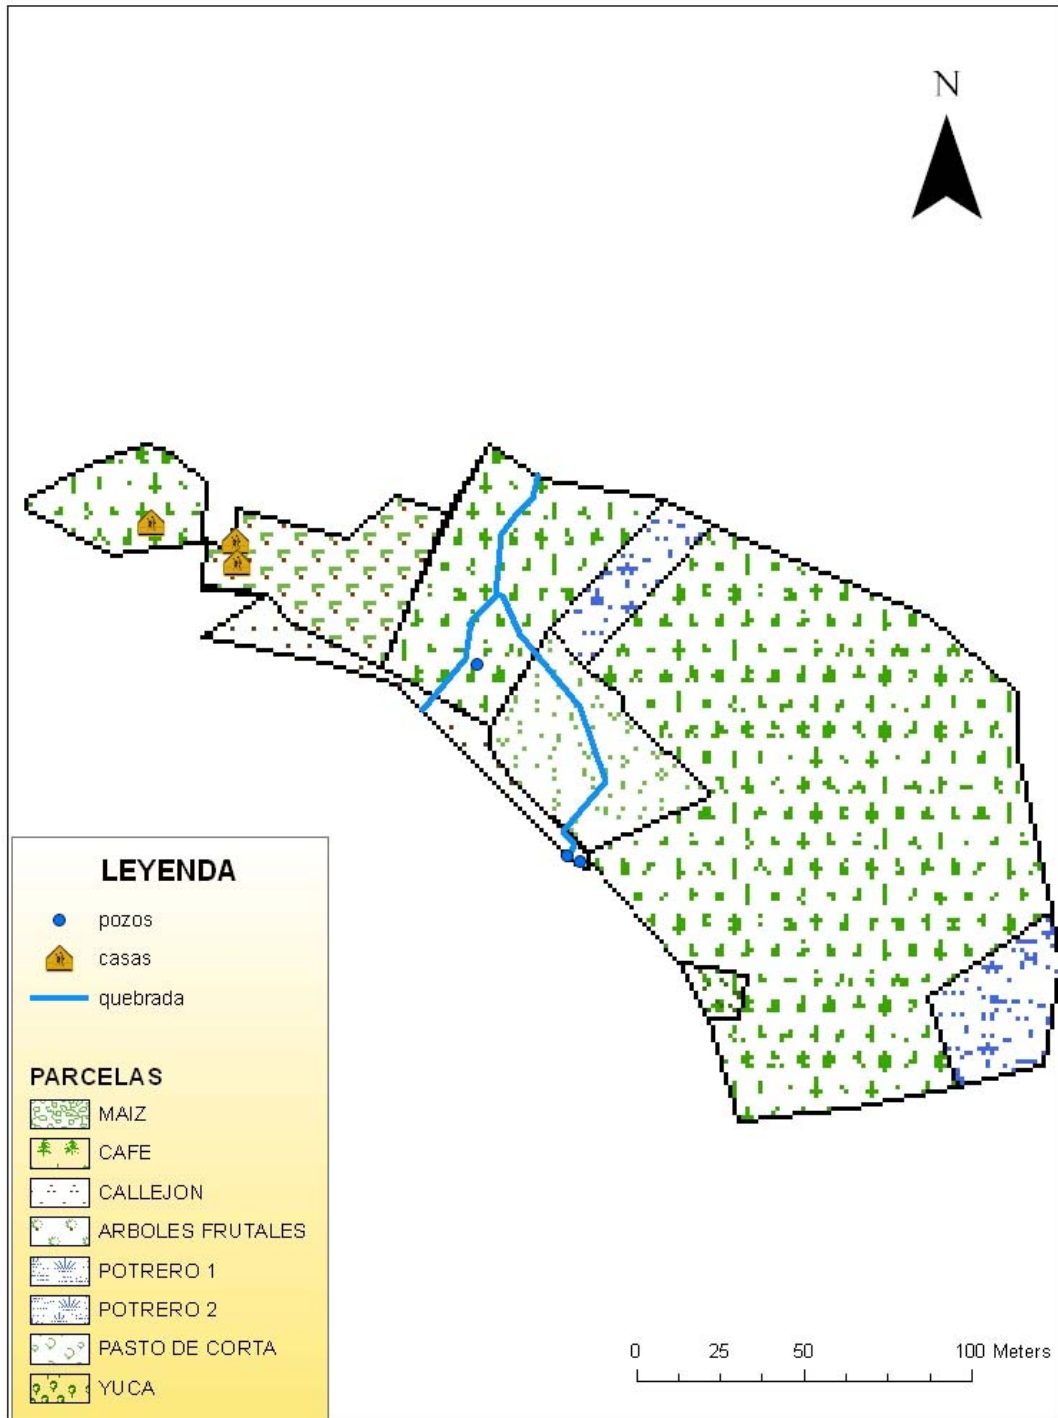 N
LEYENDA
pozos
casas
quebrada
PARCELAS
MAIZ
CAFE
CALLEJON
ARBOLES FRUTALES
POTRERO 1
POTRERO 2
PASTO DE CORTA
YUCA
0 25 50 100 Meters